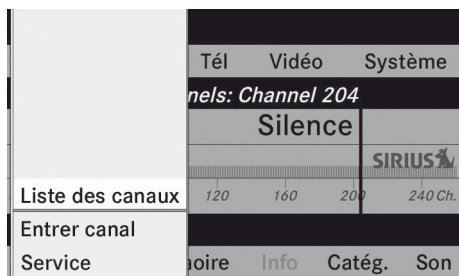 Tél Vidéo Système
nels: Channel 204
Silence
SIRIUS
120 160 200 240 Ch.
Liste des canaux
Entrer canal
Service
oire Info Catég. Son